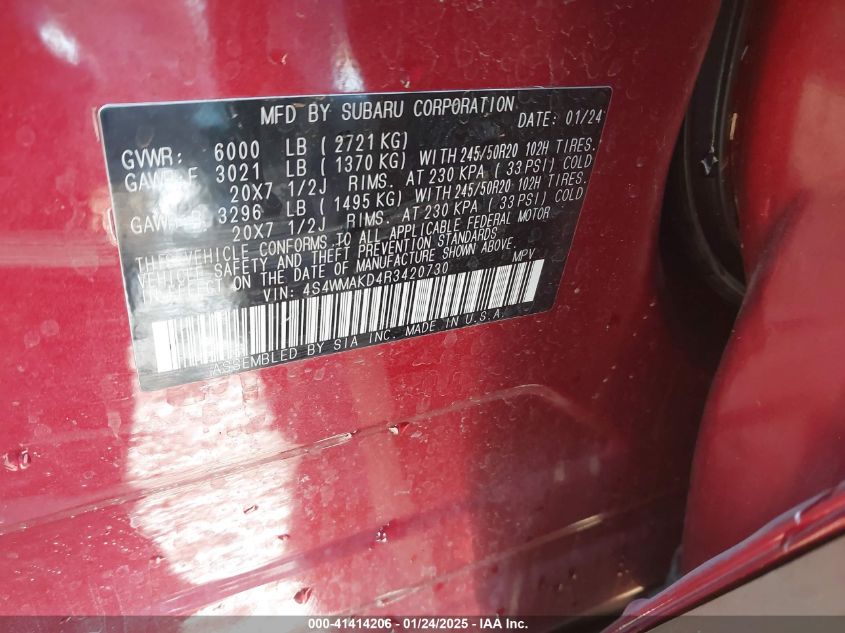 MFD BY SUBARU CORPORATION
DATE: 01/24
GVWR: 6000 LB ( 2721 KG)
GAWR: F 3021 LB ( 1370 KG) WITH 245/50R20 102H TIRES.
20X7 1/2J RIMS. AT 230 KPA ( 33 PSI) COLD
GAWR: R 3296 LB ( 1495 KG) WITH 245/50R20 102H TIRES.
20X7 1/2J RIMS. AT 230 KPA ( 33 PSI) COLD
THIS VEHICLE CONFORMS TO ALL APPLICABLE FEDERAL MOTOR
VEHICLE SAFETY AND THEFT PREVENTION STANDARDS
IN EFFECT ON THE DATE OF MANUFACTURE SHOWN ABOVE.
VIN: 4S4WMAKD4R3420730 MPV
ASSEMBLED BY SIA INC. MADE IN U.S.A.
000-41414206 - 01/24/2025 - IAA Inc.